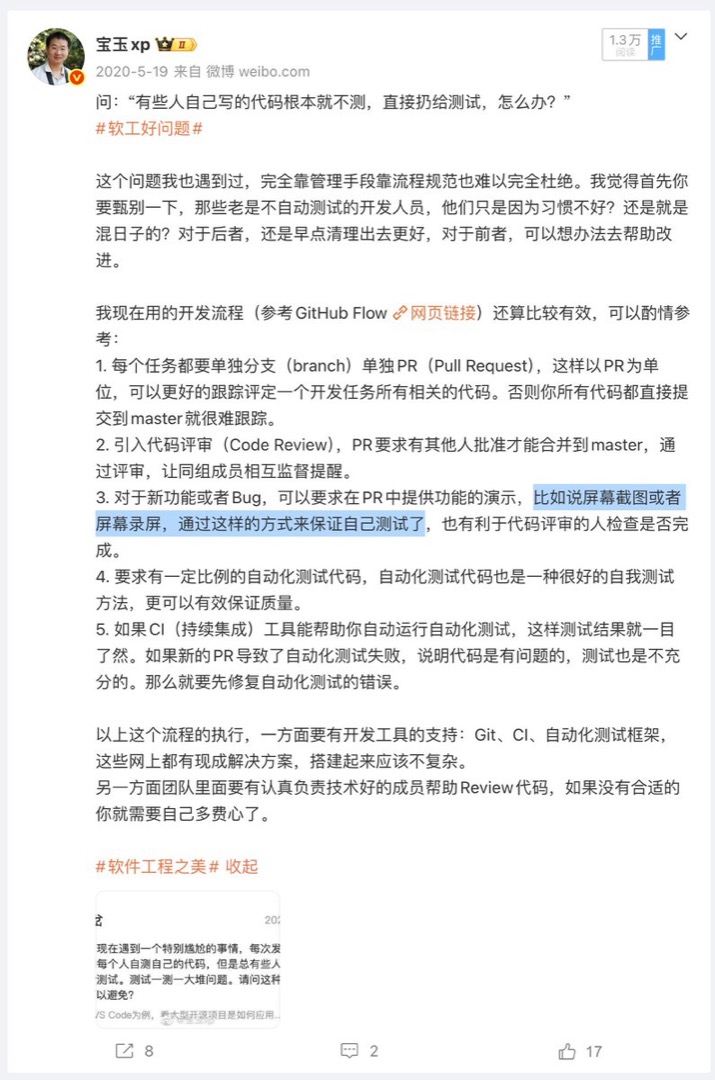 宝玉xp II
1.3万
阅读
推广
2020-5-19 来自 微博 weibo.com
问：“有些人自己写的代码根本就不测，直接扔给测试，怎么办？”
#软工好问题#
这个问题我也遇到过，完全靠管理手段靠流程规范也难以完全杜绝。我觉得首先你
要甄别一下，那些老是不自动测试的开发人员，他们只是因为习惯不好？还是就是
混日子的？对于后者，还是早点清理出去更好，对于前者，可以想办法去帮助改
进。
我现在用的开发流程（参考GitHub Flow 网页链接）还算比较有效，可以酌情参
考：
1. 每个任务都要单独分支（branch）单独PR（Pull Request），这样以PR为单
位，可以更好的跟踪评定一个开发任务所有相关的代码。否则你所有代码都直接提
交到master就很难跟踪。
2. 引入代码评审（Code Review），PR要求有其他人批准才能合并到master，通
过评审，让同组成员相互监督提醒。
3. 对于新功能或者Bug，可以要求在PR中提供功能的演示，比如说屏幕截图或者
屏幕录屏，通过这样的方式来保证自己测试了，也有利于代码评审的人检查是否完
成。
4. 要求有一定比例的自动化测试代码，自动化测试代码也是一种很好的自我测试
方法，更可以有效保证质量。
5. 如果CI（持续集成）工具能帮助你自动运行自动化测试，这样测试结果就一目
了然。如果新的PR导致了自动化测试失败，说明代码是有问题的，测试也是不充
分的。那么就要先修复自动化测试的错误。
以上这个流程的执行，一方面要有开发工具的支持：Git、CI、自动化测试框架，
这些网上都有现成解决方案，搭建起来应该不复杂。
另一方面团队里面要有认真负责技术好的成员帮助Review代码，如果没有合适的
你就需要自己多费心了。
#软件工程之美# 收起
202
现在遇到一个特别尴尬的事情，每次发
每个人自测自己的代码，但是总有些人
测试。测试一测一大堆问题。请问这种
以避免？
VS Code为例，看大型开源项目是如何应用...
8
2
17